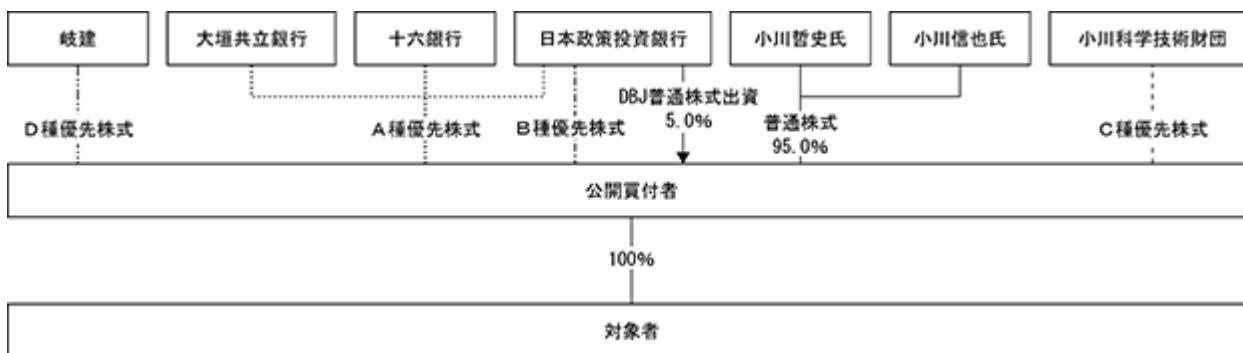 岐建
大垣共立銀行
十六銀行
日本政策投資銀行
小川哲史氏
小川信也氏
小川科学技術財団
D種優先株式
A種優先株式
B種優先株式
DBJ普通株式出資
5.0%
普通株式
95.0%
C種優先株式
公開買付者
100%
対象者